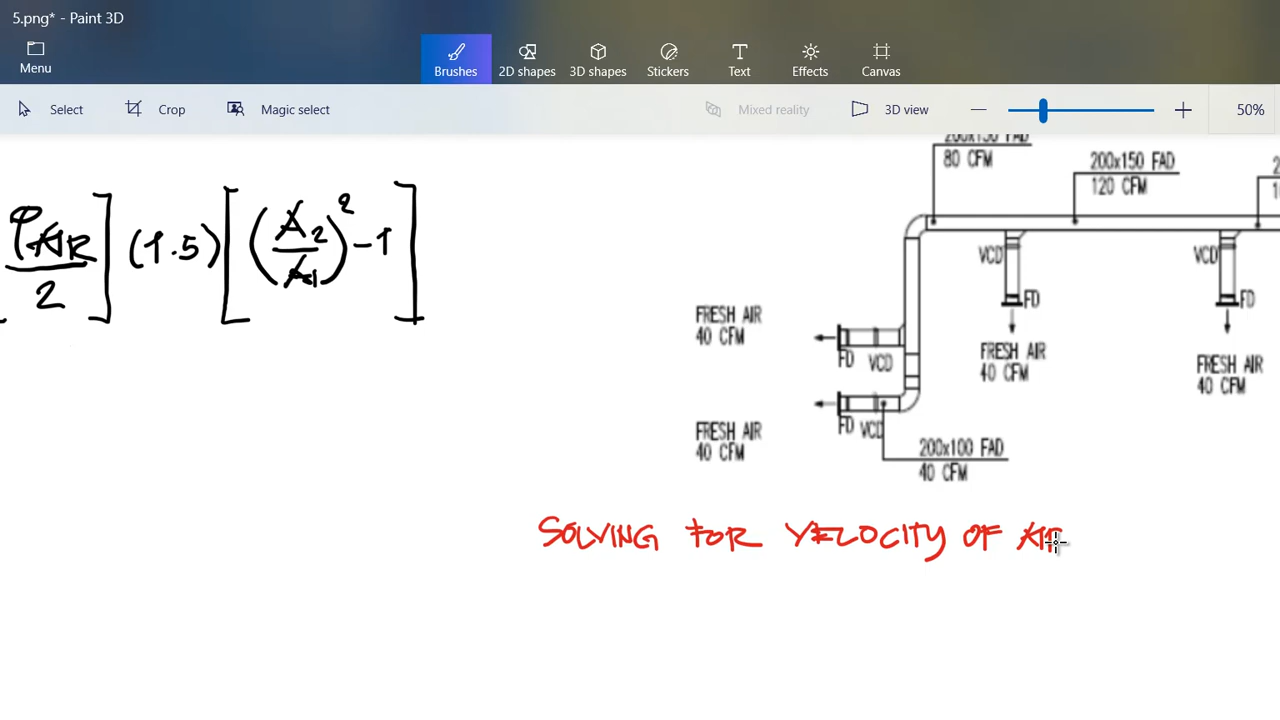 5.png* - Paint 3D
Menu
Brushes
2D shapes
3D shapes
Stickers
Text
Effects
Canvas
Select
Crop
Magic select
Mixed reality
3D view
50%
80 CFM
200x150 FAD
120 CFM
[ρAIR / 2] (1.5) [(A2 / A1)² - 1]
VCD
FD
VCD
FD
FRESH AIR
40 CFM
FD VCD
FRESH AIR
40 CFM
FRESH AIR
40 CFM
FRESH AIR
40 CFM
FD VCD
200x100 FAD
40 CFM
SOLVING FOR VELOCITY OF